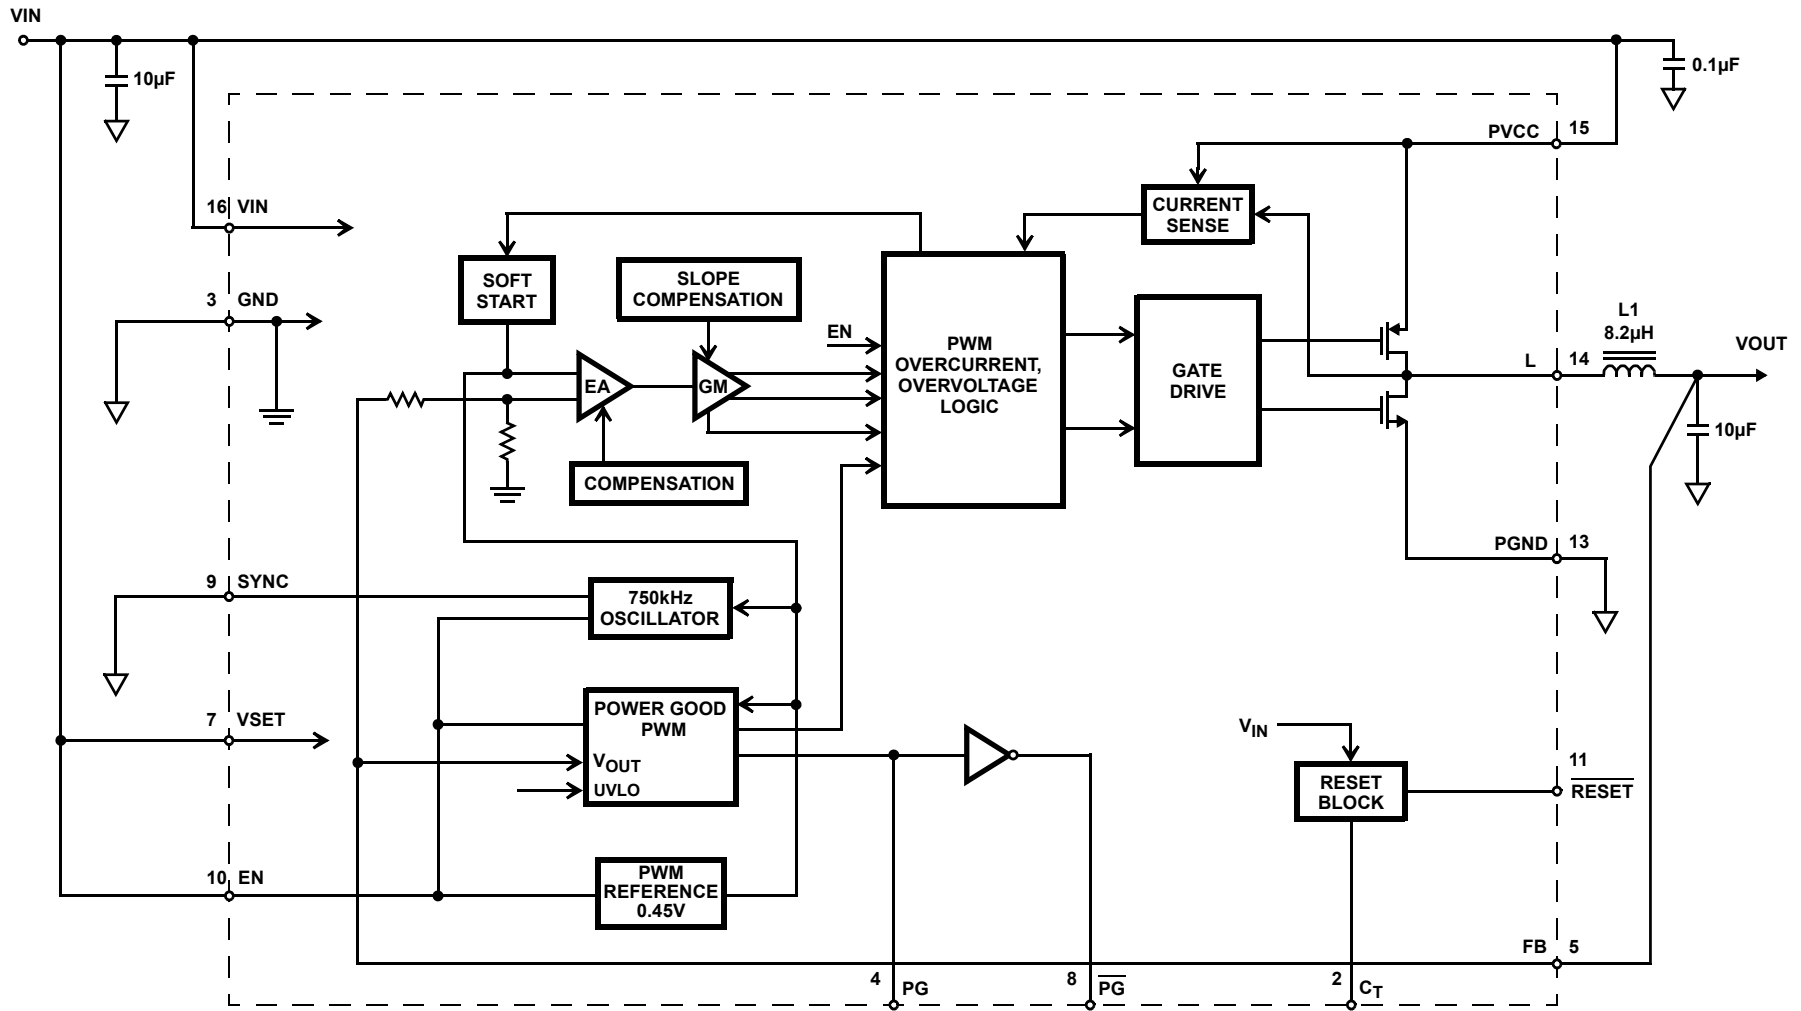 VIN
10µF
0.1µF
PVCC
15
16
VIN
CURRENT
SENSE
3
GND
SOFT
START
SLOPE
COMPENSATION
EN
PWM
OVERCURRENT,
OVERVOLTAGE
LOGIC
GATE
DRIVE
L
14
L1
8.2µH
VOUT
EA
GM
10µF
COMPENSATION
PGND
13
9
SYNC
750kHz
OSCILLATOR
7
VSET
POWER GOOD
PWM
VOUT
UVLO
VIN
RESET
BLOCK
11
RESET
10
EN
PWM
REFERENCE
0.45V
FB
5
4
PG
8
PG
2
CT